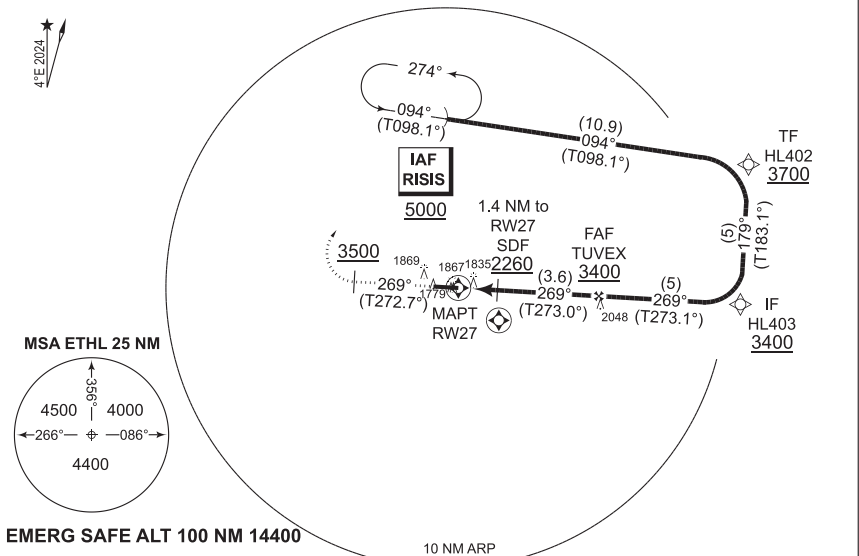 4°E 2024
274°
094°
(T098.1°)
IAF
RISIS
5000
(10.9)
094°
(T098.1°)
TF
HL402
3700
(5)
179°
(T183.1°)
1.4 NM to
RW27
SDF
2260
FAF
TUVEX
3400
3500
1869
1867
1835
1779
269°
(T272.7°)
MAPT
RW27
(3.6)
269°
(T273.0°)
2048
(5)
269°
(T273.1°)
IF
HL403
3400
MSA ETHL 25 NM
356°
4500
4000
266°
086°
4400
EMERG SAFE ALT 100 NM 14400
10 NM ARP